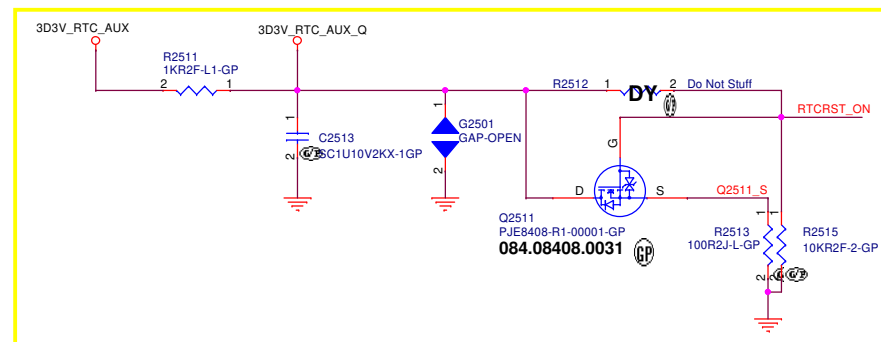 3D3V_RTC_AUX
3D3V_RTC_AUX_Q
R2511
1KR2F-L1-GP
2
1
R2512
1
DY
2
Do Not Stuff
RTCRST_ON
1
C2513
SC1U10V2KX-1GP
2
1
G2501
GAP-OPEN
2
G
D
S
Q2511_S
Q2511
PJE8408-R1-00001-GP
084.08408.0031
GP
1
1
R2513
100R2J-L-GP
R2515
10KR2F-2-GP
2
2